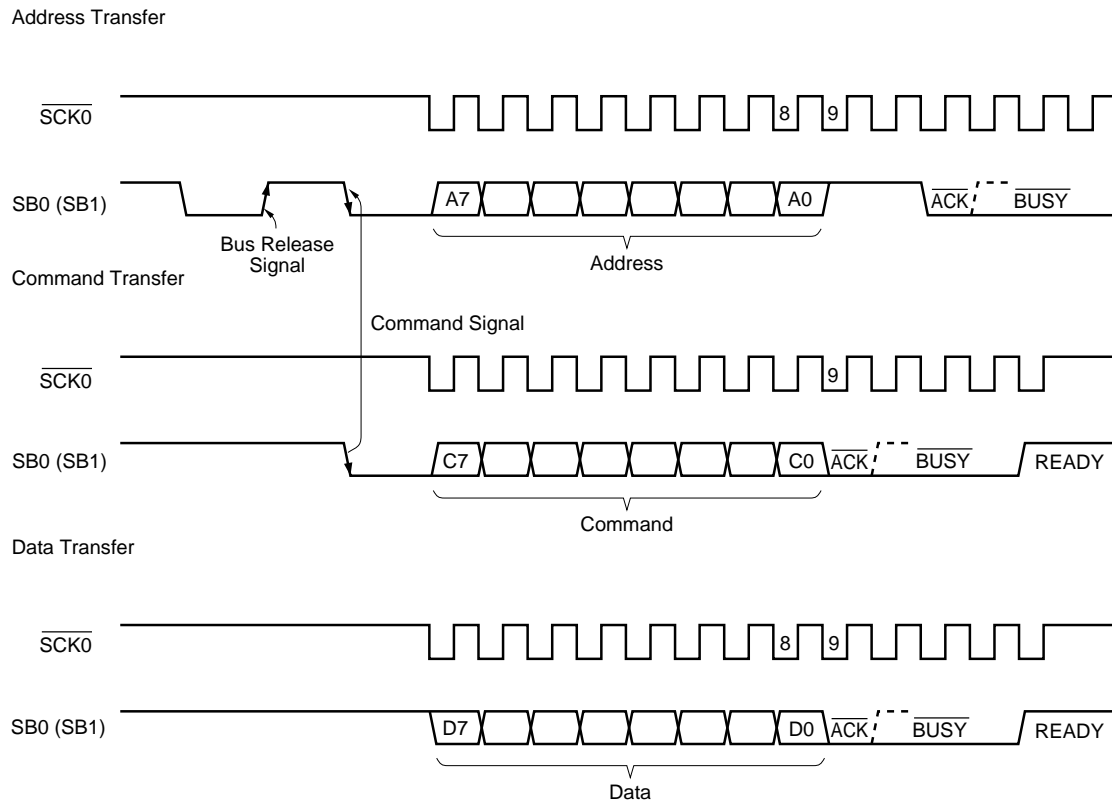 Address Transfer
SCK0
8 9
SB0 (SB1)
A7 A0 ACK BUSY
Bus Release
Signal
Address
Command Transfer
Command Signal
SCK0
9
SB0 (SB1)
C7 C0 ACK BUSY READY
Command
Data Transfer
SCK0
8 9
SB0 (SB1)
D7 D0 ACK BUSY READY
Data